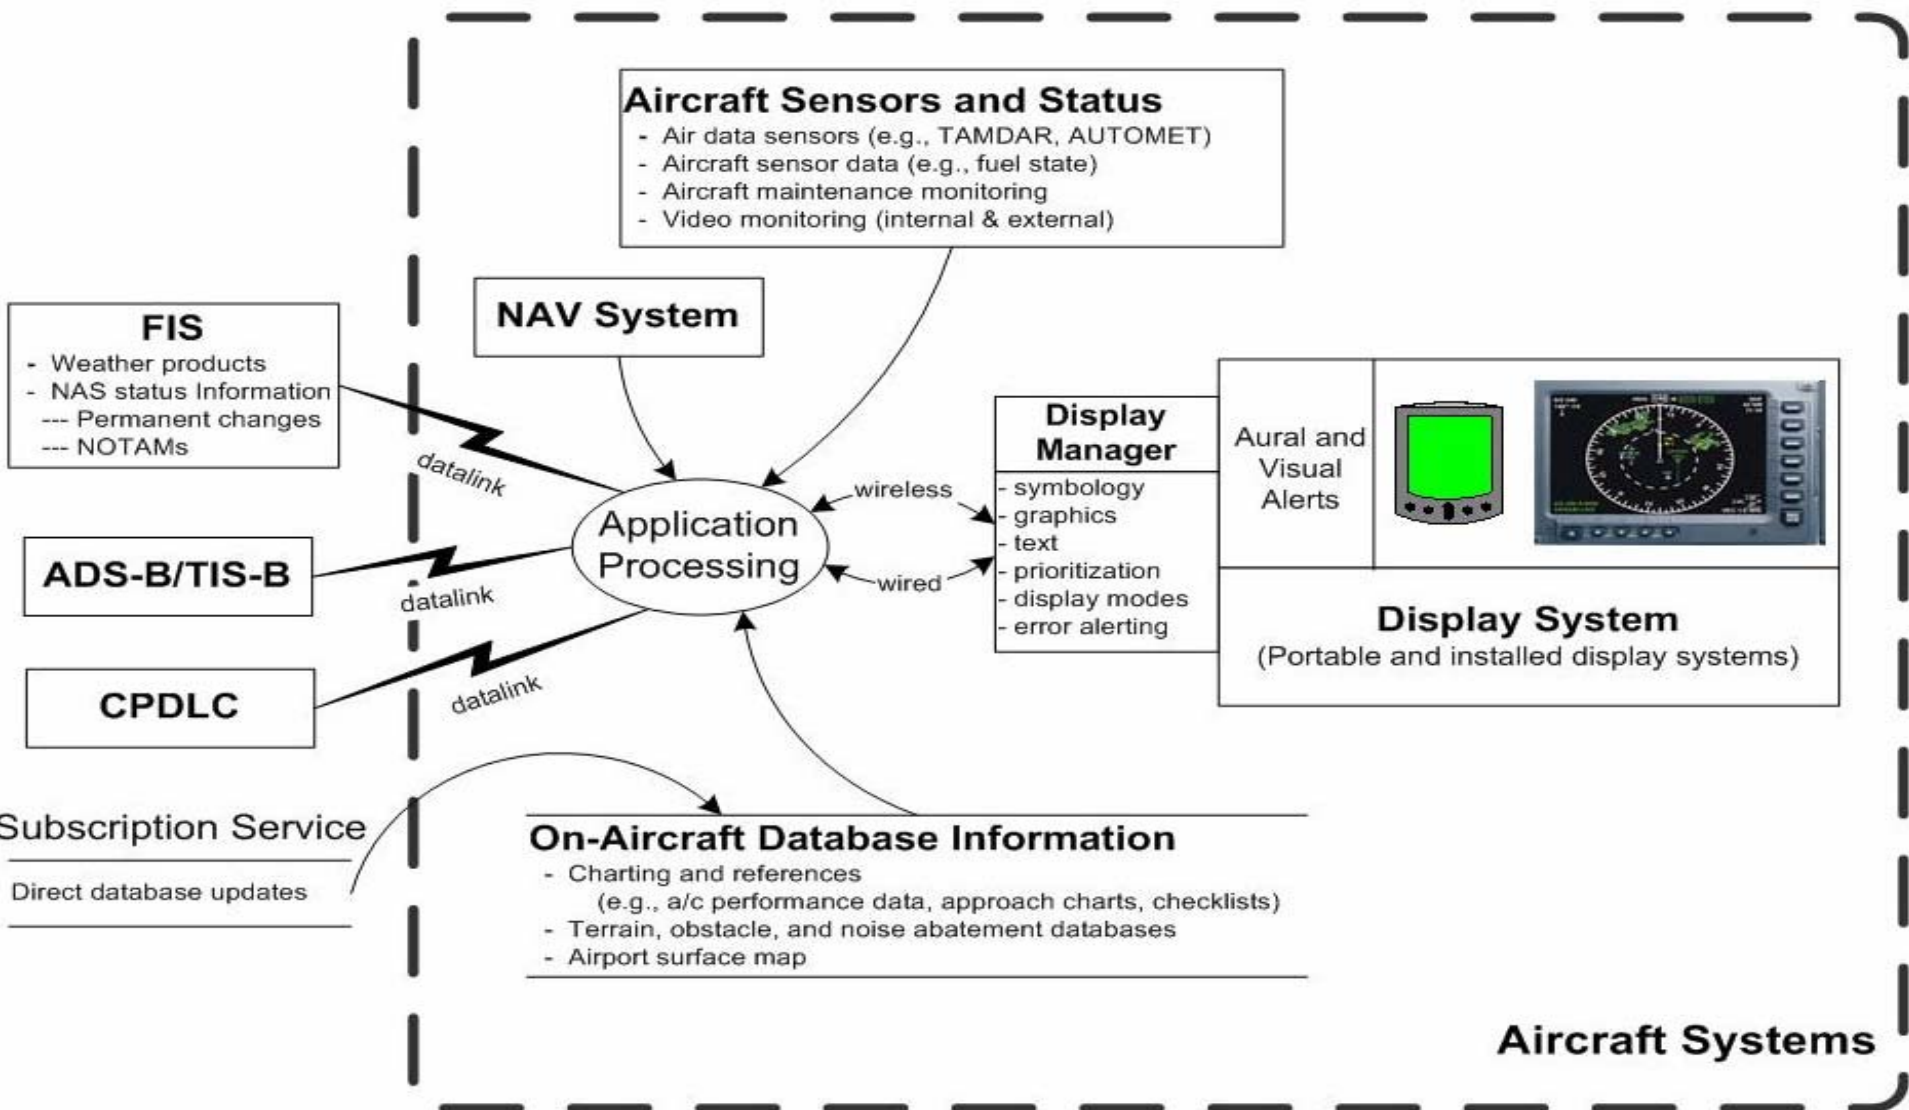 Aircraft Sensors and Status
- Air data sensors (e.g., TAMDAR, AUTOMET)
- Aircraft sensor data (e.g., fuel state)
- Aircraft maintenance monitoring
- Video monitoring (internal & external)
NAV System
FIS
- Weather products
- NAS status Information
--- Permanent changes
--- NOTAMs
datalink
ADS-B/TIS-B
datalink
CPDLC
datalink
Application
Processing
wireless
wired
Display
Manager
- symbology
- graphics
- text
- prioritization
- display modes
- error alerting
Aural and
Visual
Alerts
Display System
(Portable and installed display systems)
Subscription Service
Direct database updates
On-Aircraft Database Information
- Charting and references
(e.g., a/c performance data, approach charts, checklists)
- Terrain, obstacle, and noise abatement databases
- Airport surface map
Aircraft Systems